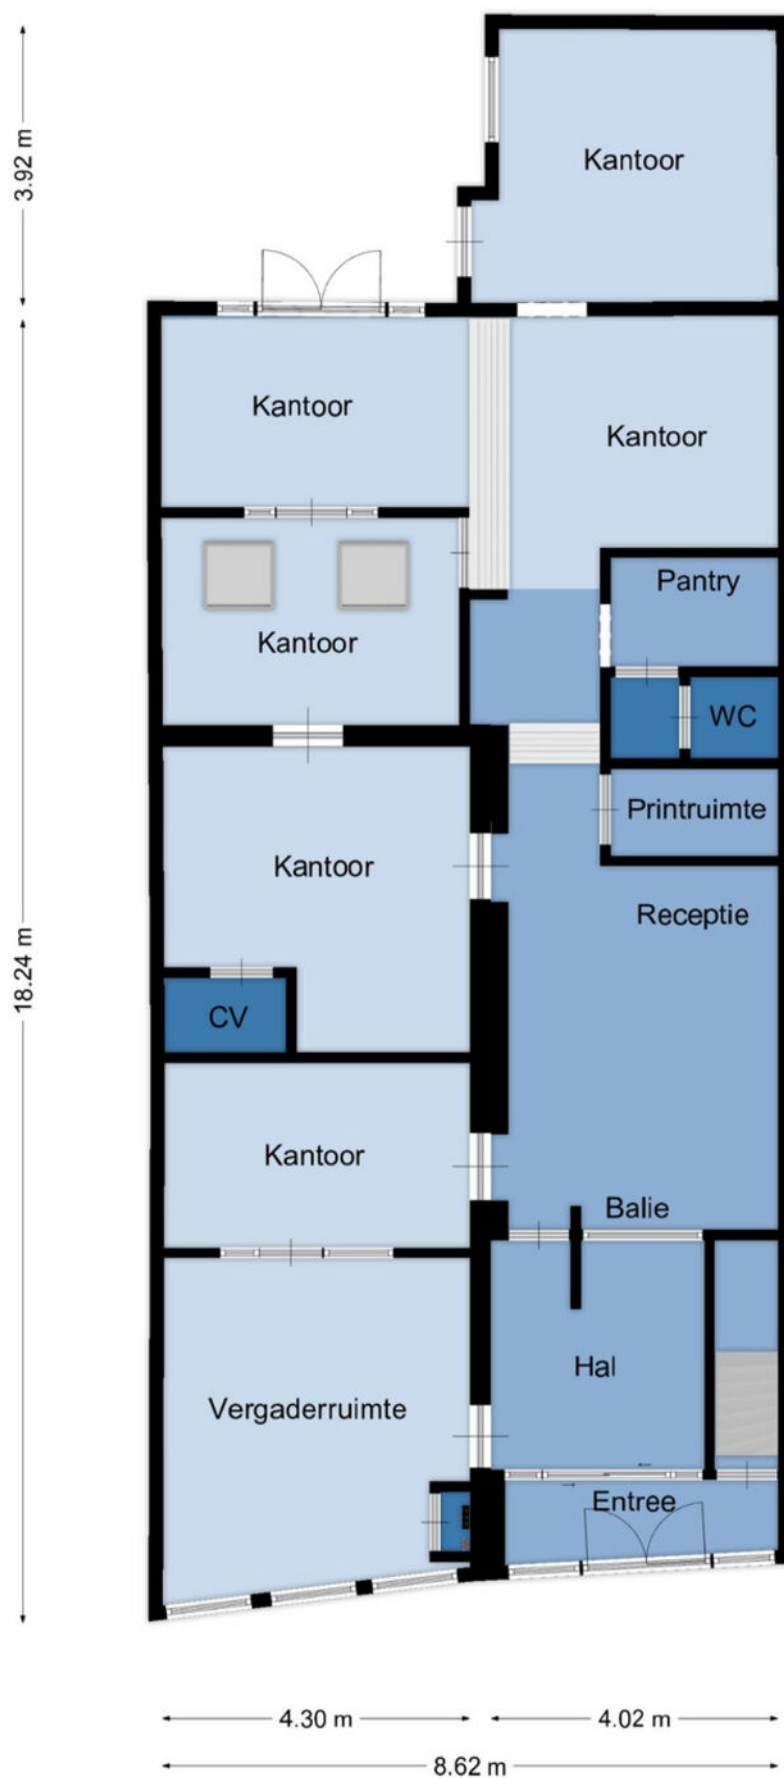 3.92 m
Kantoor
Kantoor
Kantoor
Pantry
Kantoor
WC
Printruimte
Kantoor
Receptie
18.24 m
CV
Kantoor
Balie
Hal
Vergaderruimte
Entree
4.30 m
4.02 m
8.62 m